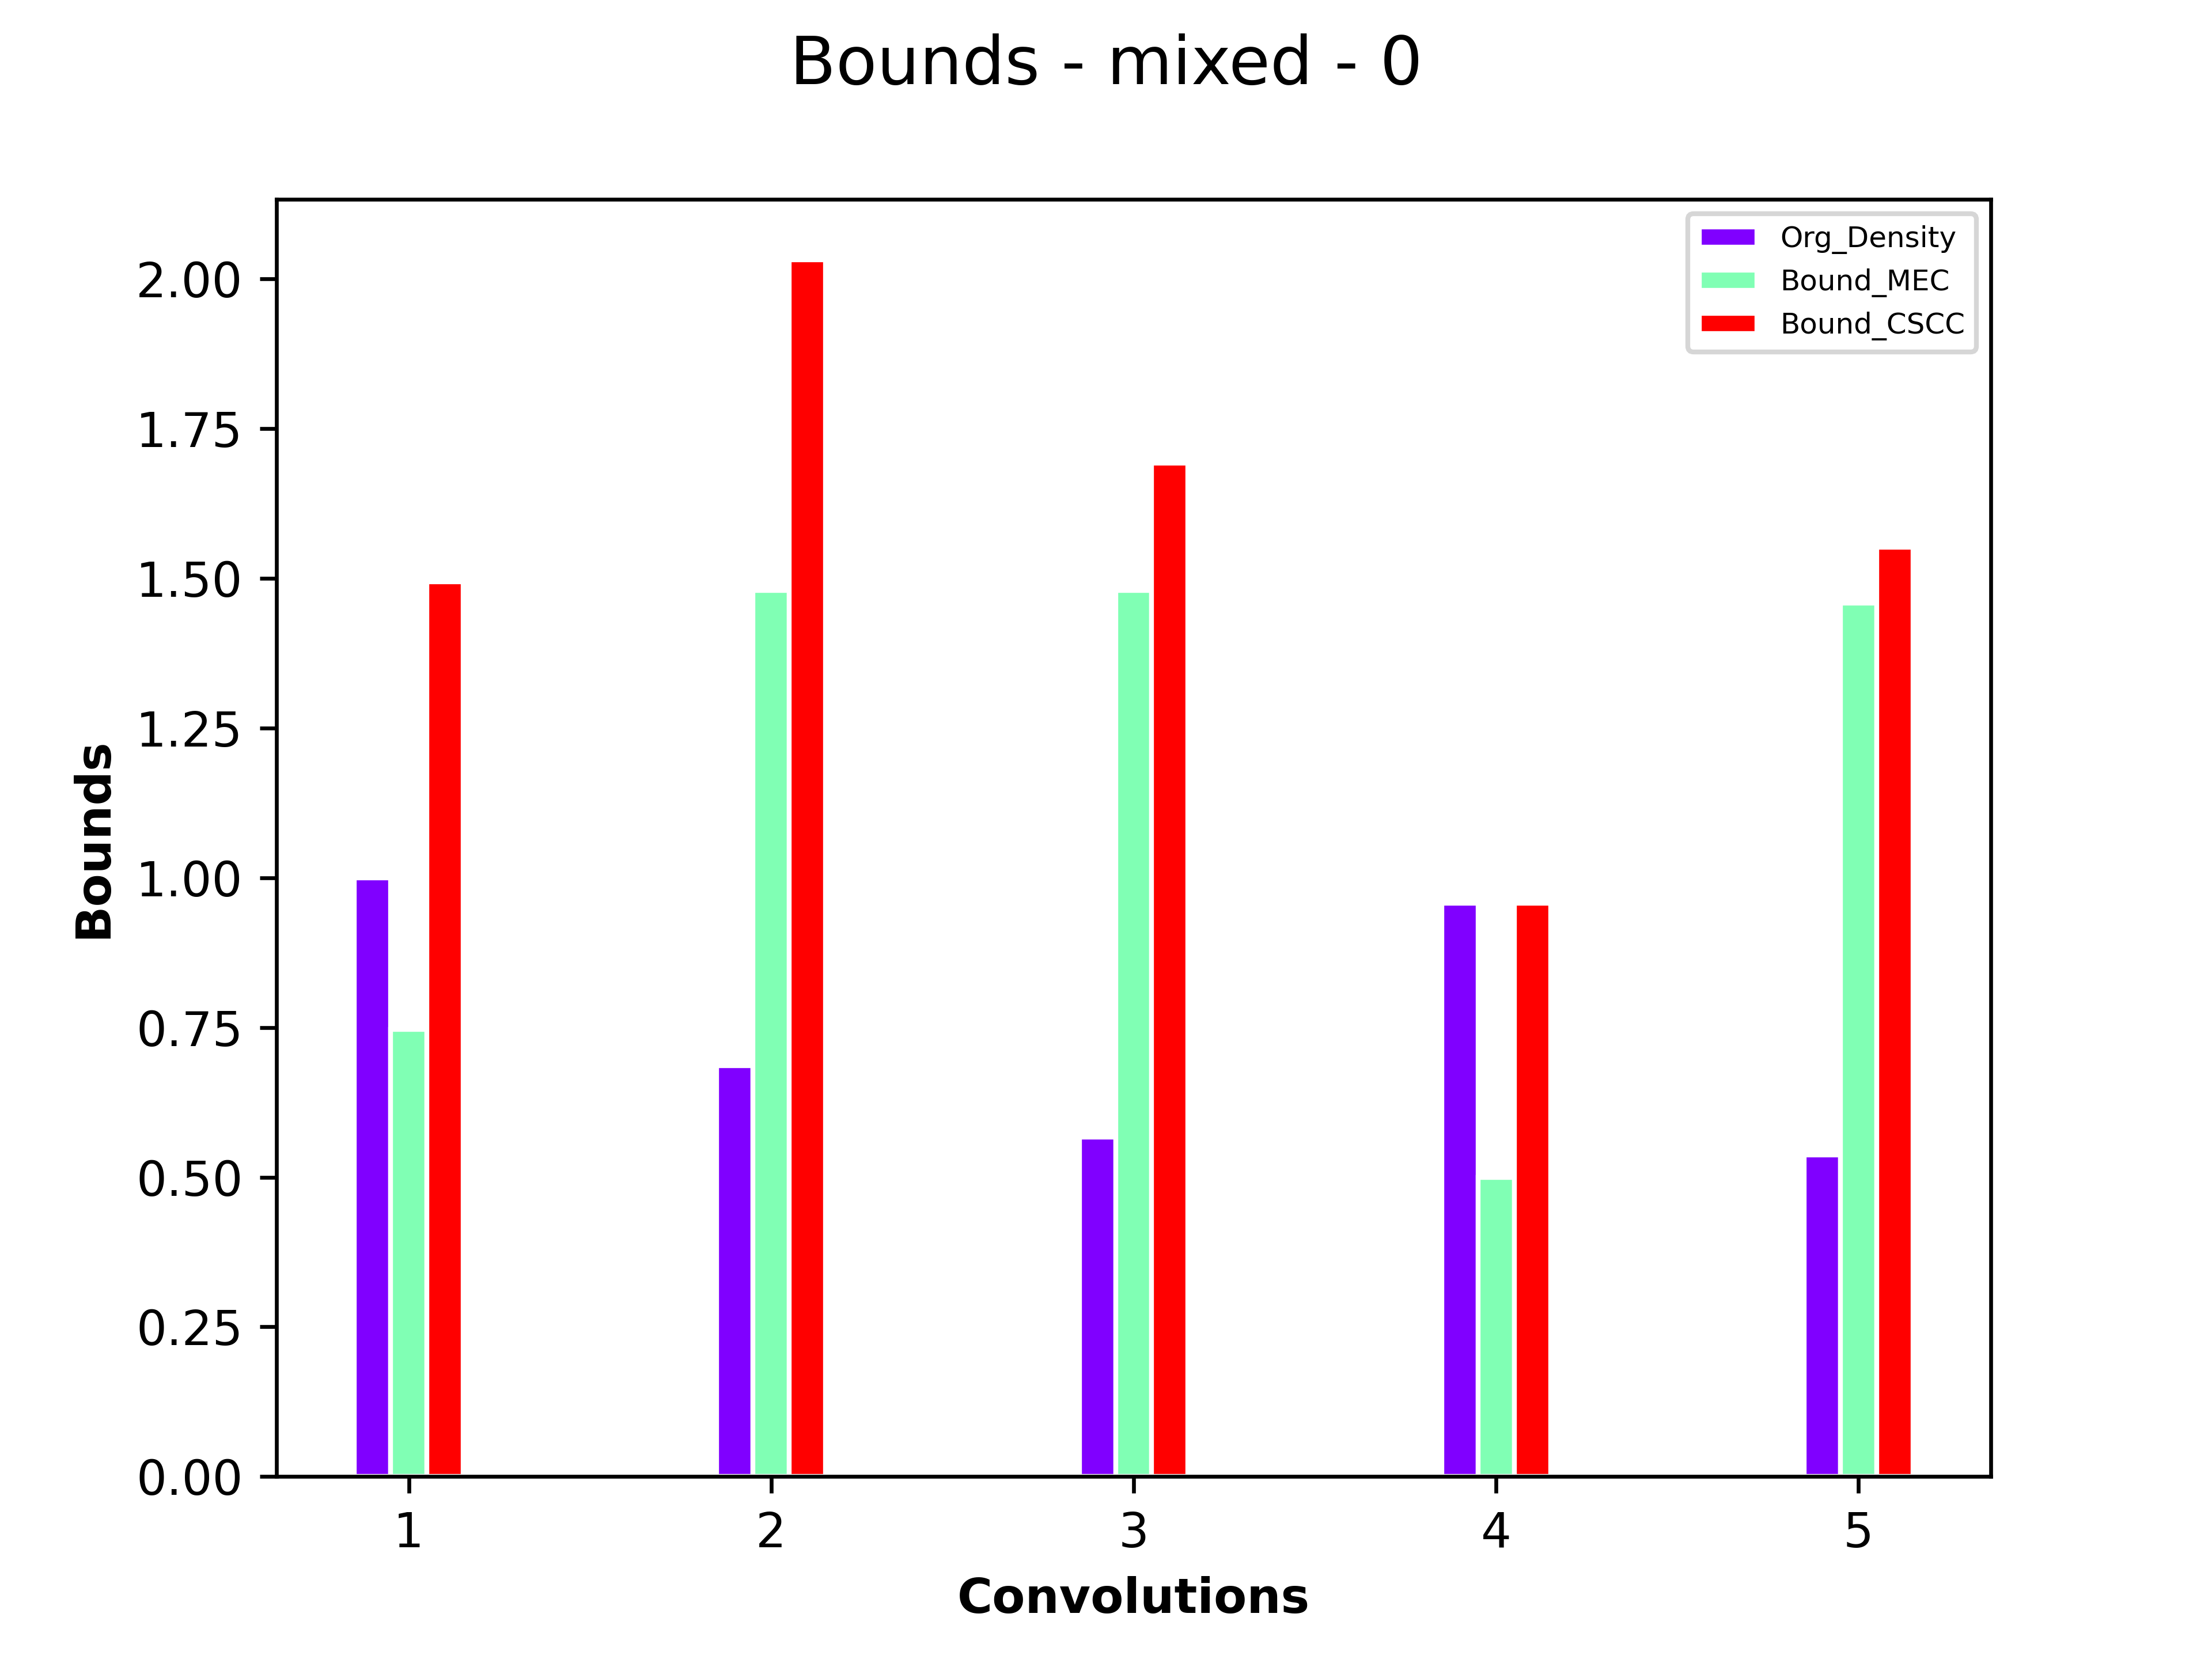 Bounds - mixed - 0
Org_Density
Bound_MEC
Bound_CSCC
2.00
1.75
1.50
1.25
1.00
0.75
0.50
0.25
0.00
Bounds
1 2 3 4 5
Convolutions